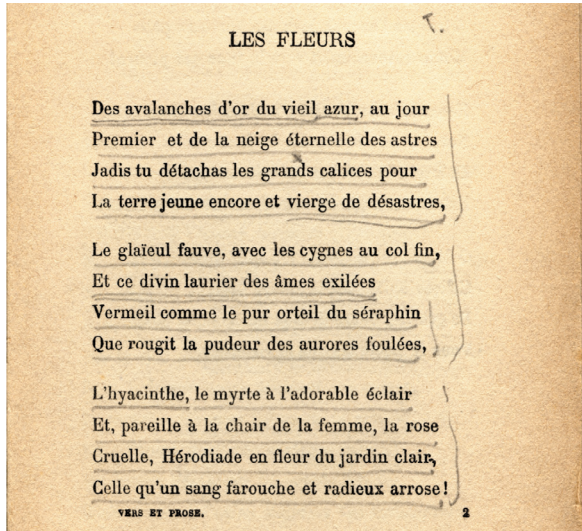 T.
LES FLEURS
Des avalanches d'or du vieil azur, au jour
Premier et de la neige éternelle des astres
Jadis tu détachas les grands calices pour
La terre jeune encore et vierge de désastres,
Le glaïeul fauve, avec les cygnes au col fin,
Et ce divin laurier des âmes exilées
Vermeil comme le pur orteil du séraphin
Que rougit la pudeur des aurores foulées,
L'hyacinthe, le myrte à l'adorable éclair
Et, pareille à la chair de la femme, la rose
Cruelle, Hérodiade en fleur du jardin clair,
Celle qu'un sang farouche et radieux arrose!
VERS ET PROSE. 2